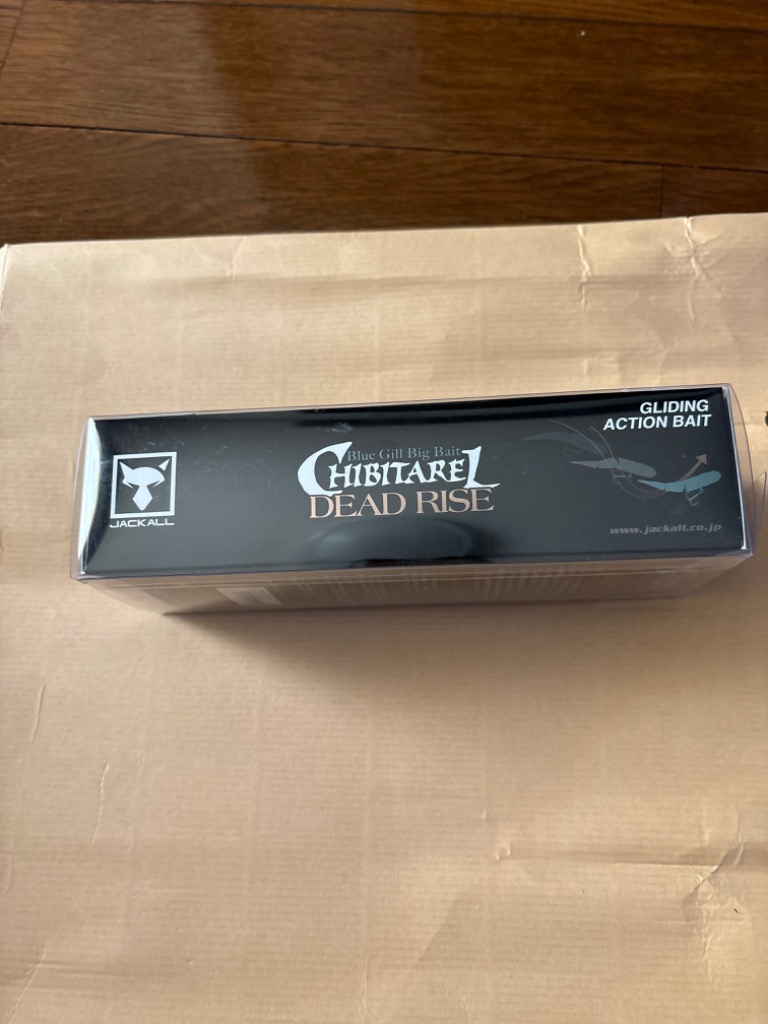 GLIDING
ACTION BAIT
Blue Gill Big Bait
CHIBITAREL
DEAD RISE
JACKALL
www.jackall.co.jp